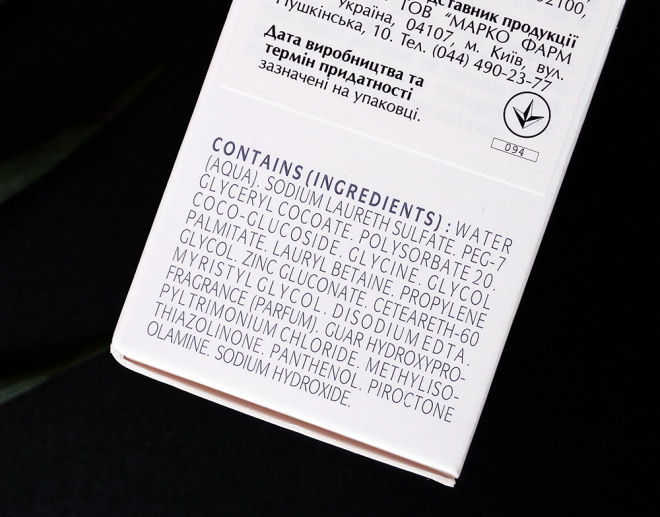 02100,
дставник продукції
ТОВ "МАРКО ФАРМ
Україна, 04107, м. Київ, вул.
Пушкінська, 10. Тел. (044) 490-23-77
Дата виробництва та
термін придатності
зазначені на упаковці.
094
CONTAINS (INGREDIENTS) : WATER
(AQUA). SODIUM LAURETH SULFATE. PEG-7
GLYCERYL COCOATE. POLYSORBATE 20.
COCO-GLUCOSIDE. GLYCINE. GLYCOL
PALMITATE. LAURYL BETAINE. PROPYLENE
GLYCOL. ZINC GLUCONATE. CETEARETH-60
MYRISTYL GLYCOL. DISODIUM EDTA.
FRAGRANCE (PARFUM). GUAR HYDROXYPRO-
PYLTRIMONIUM CHLORIDE. METHYLISO-
THIAZOLINONE. PANTHENOL. PIROCTONE
OLAMINE. SODIUM HYDROXIDE.